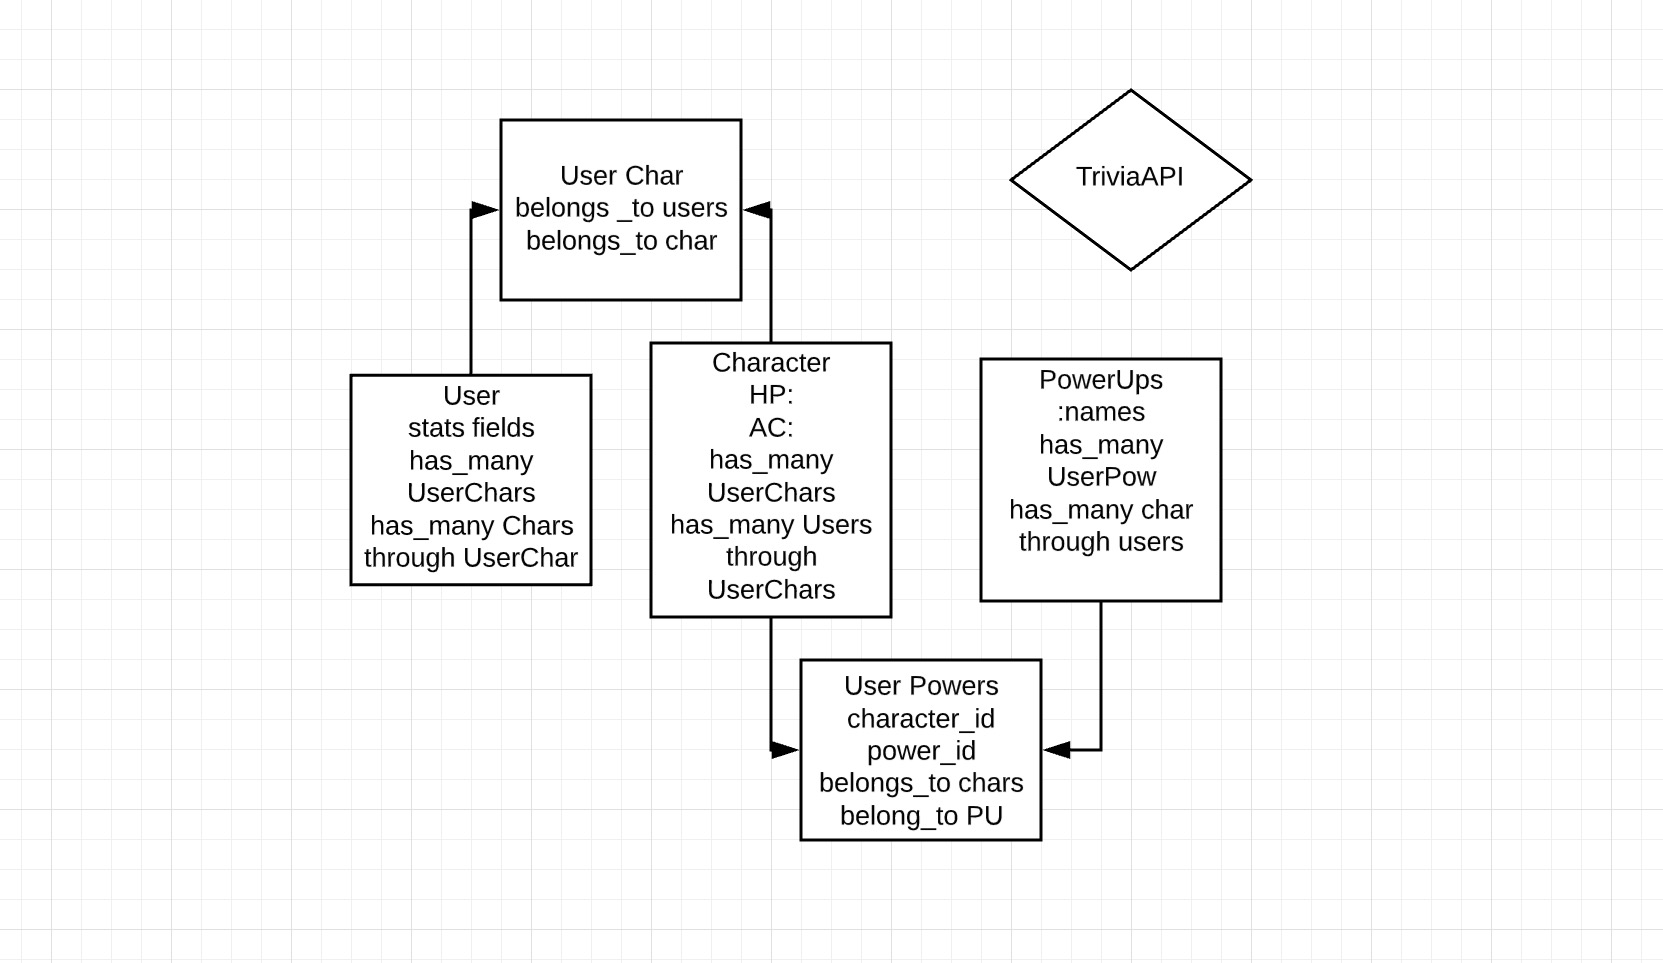 User Char
belongs _to users
belongs_to char
TriviaAPI
User
stats fields
has_many
UserChars
has_many Chars
through UserChar
Character
HP:
AC:
has_many
UserChars
has_many Users
through
UserChars
PowerUps
:names
has_many
UserPow
has_many char
through users
User Powers
character_id
power_id
belongs_to chars
belong_to PU